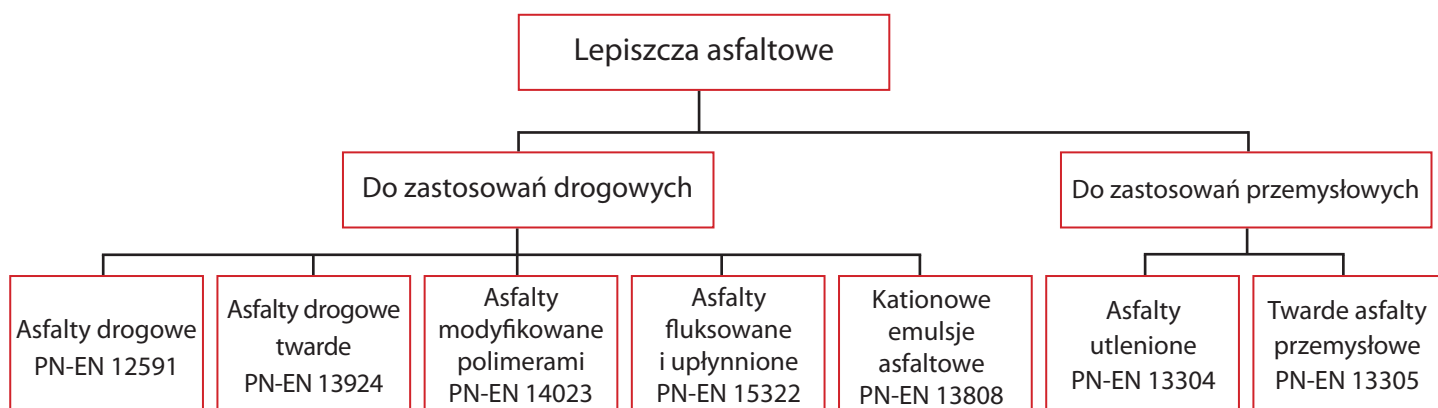 Lepiszcza asfaltowe
Do zastosowań drogowych
Do zastosowań przemysłowych
Asfalty drogowe
PN-EN 12591
Asfalty drogowe
twarde
PN-EN 13924
Asfalty
modyfikowane
polimerami
PN-EN 14023
Asfalty
fluksowane
i upłynnione
PN-EN 15322
Kationowe
emulsje
asfaltowe
PN-EN 13808
Asfalty
utlenione
PN-EN 13304
Twarde asfalty
przemysłowe
PN-EN 13305